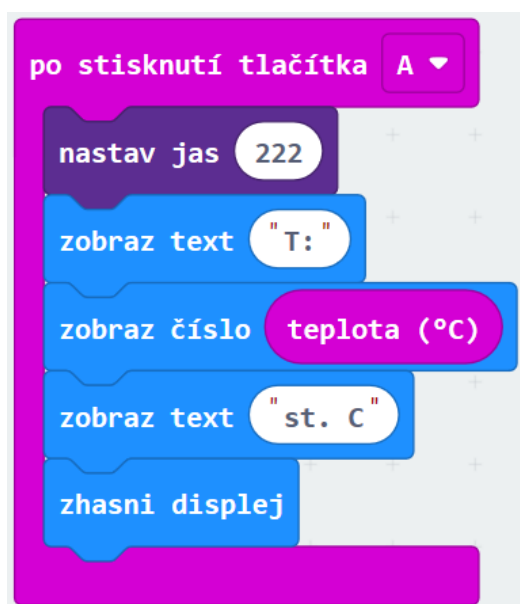 po stisknutí tlačítka A
nastav jas 222
zobraz text "T:"
zobraz číslo teplota (°C)
zobraz text "st. C"
zhasni displej